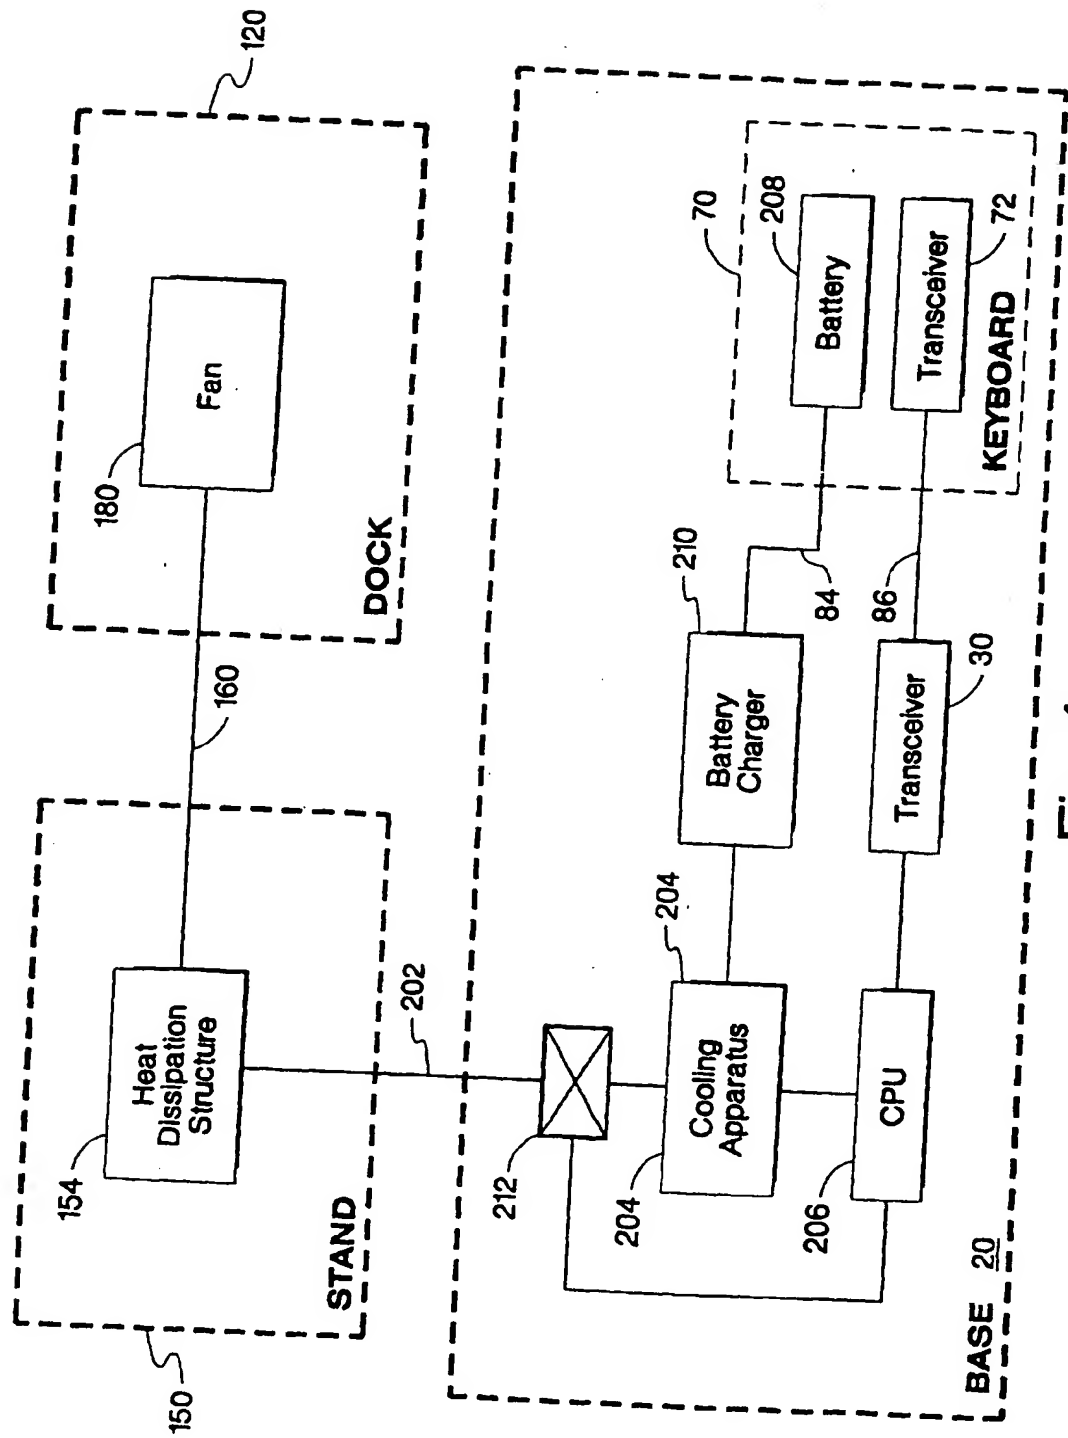 150
STAND
154
Heat
Dissipation
Structure
160
DOCK
180
Fan
120
202
BASE 20
212
204
Cooling
Apparatus
204
206
CPU
210
Battery
Charger
Transceiver
30
84
86
70
KEYBOARD
Battery
208
Transceiver
72